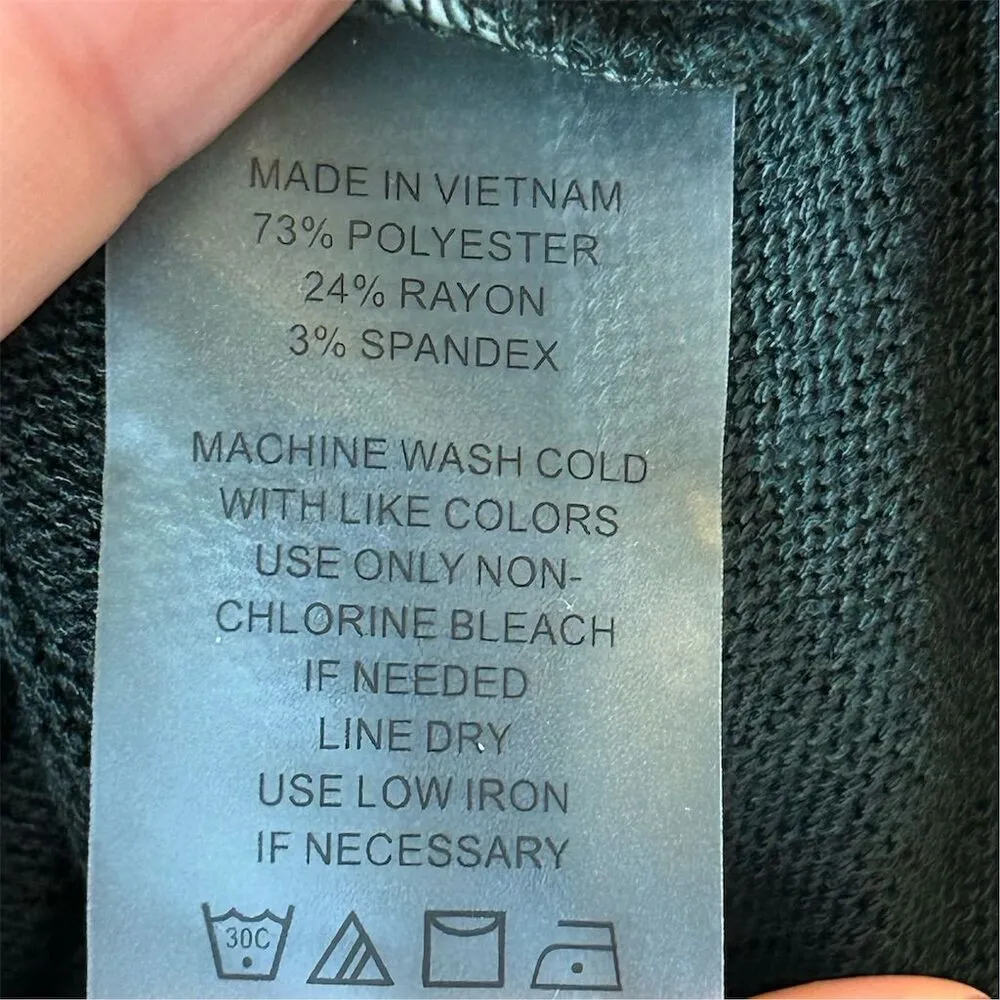 MADE IN VIETNAM
73% POLYESTER
24% RAYON
3% SPANDEX
MACHINE WASH COLD
WITH LIKE COLORS
USE ONLY NON-
CHLORINE BLEACH
IF NEEDED
LINE DRY
USE LOW IRON
IF NECESSARY
30C